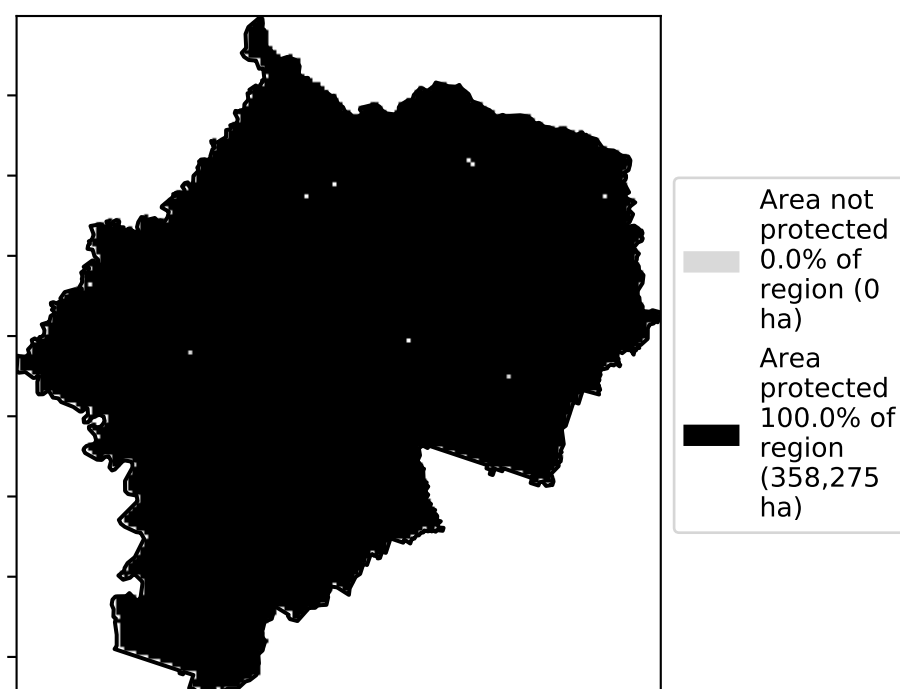 Area not
protected
0.0% of
region (0
ha)
Area
protected
100.0% of
region
(358,275
ha)